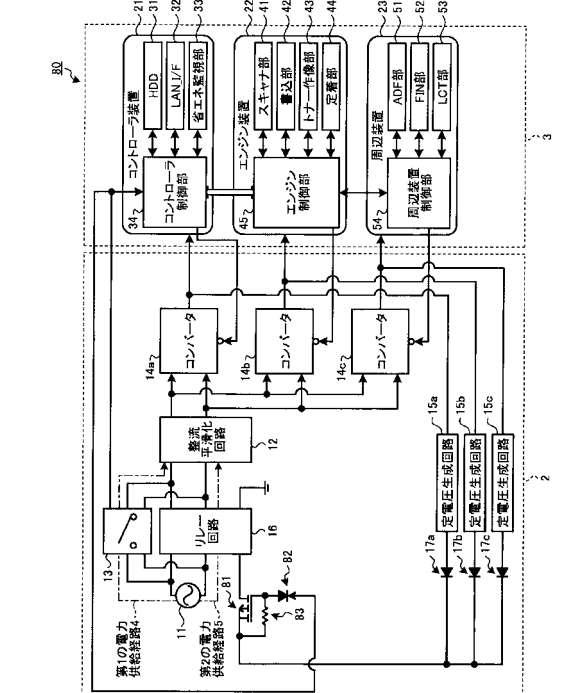 80
21
31
32
33
22
41
42
43
44
23
51
52
53
コントローラ装置
HDD
LAN I/F
省エネ監視部
34
コントローラ
制御部
エンジン装置
スキャナ部
書込部
トナー作像部
定着部
45
エンジン
制御部
周辺装置
ADF部
FIN部
LCT部
54
周辺装置
制御部
3
14a
コンバータ
14b
コンバータ
14c
コンバータ
整流
平滑化
回路
12
13
リレー
回路
16
11
第1の電力
供給経路4
第2の電力
供給経路5
81
82
83
15a
定電圧生成回路
15b
定電圧生成回路
15c
定電圧生成回路
17a
17b
17c
2